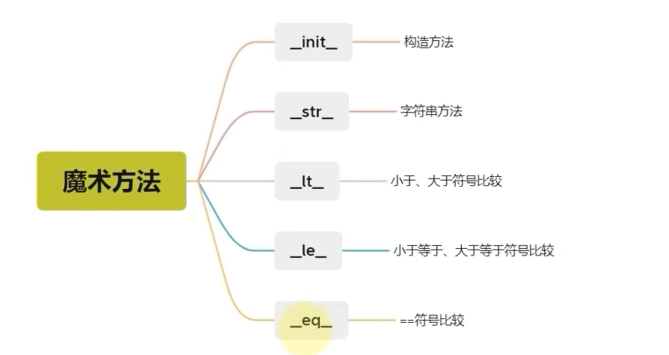 魔术方法
__init__
构造方法
__str__
字符串方法
__lt__
小于、大于符号比较
__le__
小于等于、大于等于符号比较
__eq__
==符号比较